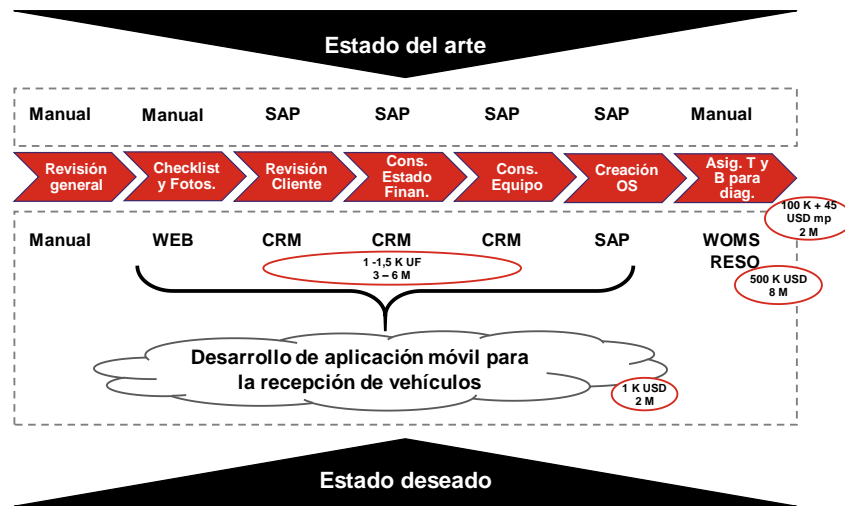 Estado del arte
Manual Manual SAP SAP SAP SAP Manual
Revisión general
Checklist y Fotos.
Revisión Cliente
Cons. Estado Finan.
Cons. Equipo
Creación OS
Asig. T y B para diag.
100 K + 45
USD mp
2 M
Manual WEB CRM CRM CRM SAP WOMS
RESO
1 -1,5 K UF
3 – 6 M
500 K USD
8 M
Desarrollo de aplicación móvil para
la recepción de vehículos
1 K USD
2 M
Estado deseado